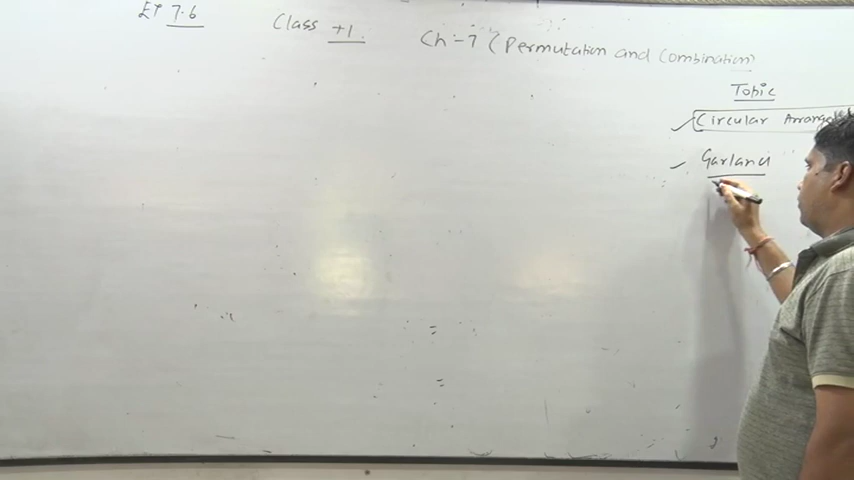 Ex 7.6
Class +1
Ch-7 (Permutation and Combination)
Topic
Circular
Garland